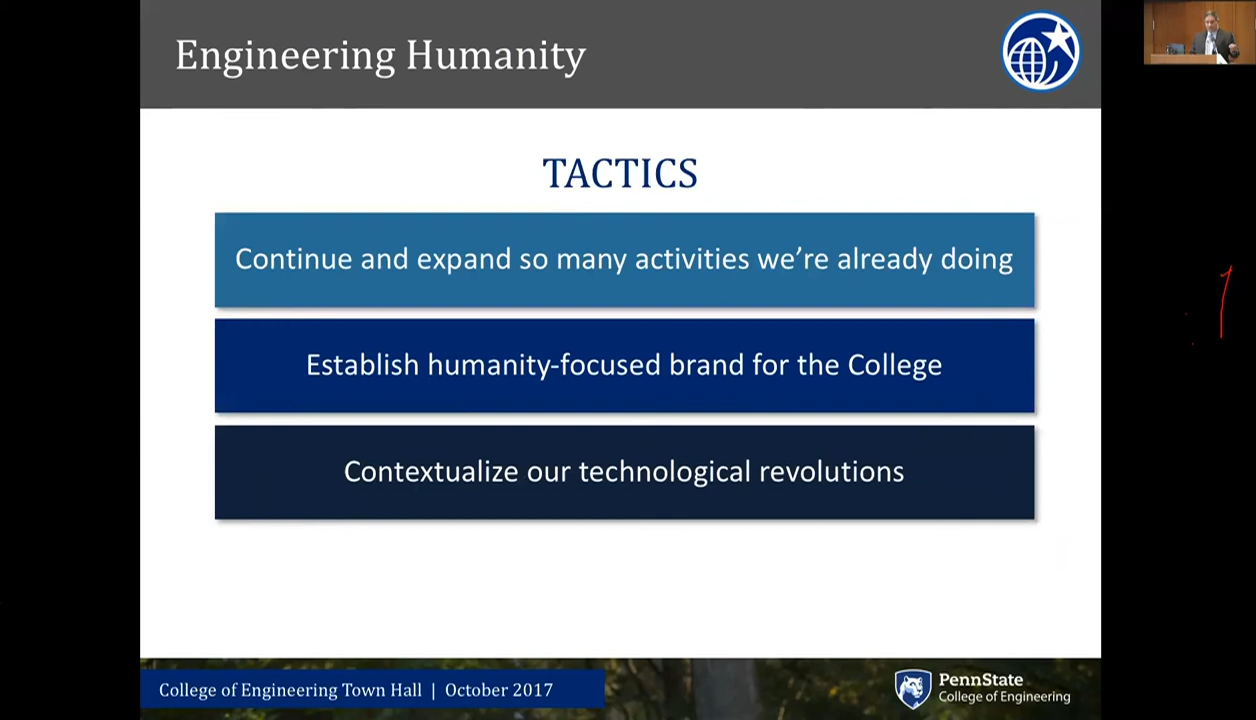 Engineering Humanity
TACTICS
Continue and expand so many activities we're already doing
Establish humanity-focused brand for the College
Contextualize our technological revolutions
College of Engineering Town Hall | October 2017
PennState
College of Engineering